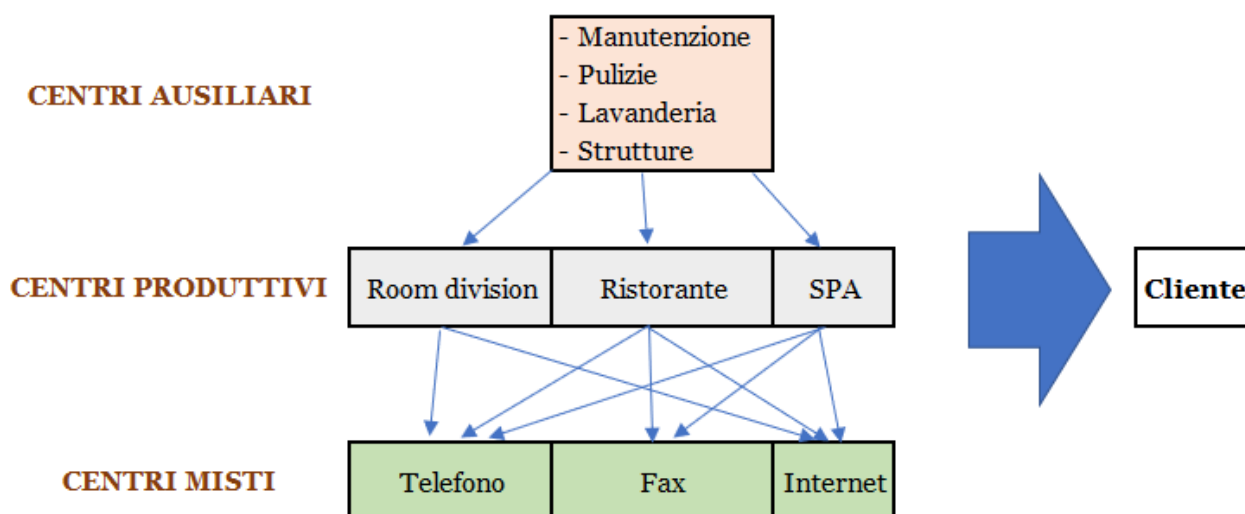 CENTRI AUSILIARI
- Manutenzione
- Pulizie
- Lavanderia
- Strutture
CENTRI PRODUTTIVI
Room division
Ristorante
SPA
Cliente
CENTRI MISTI
Telefono
Fax
Internet